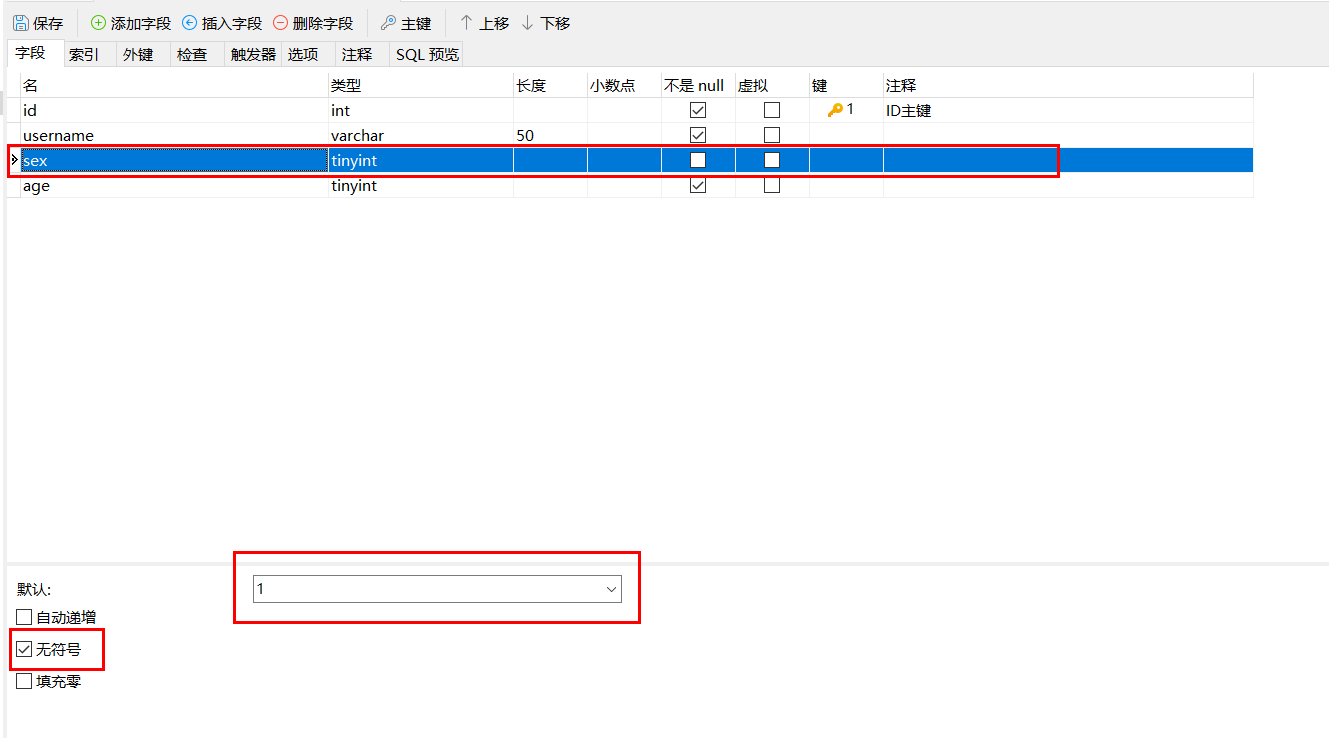 保存 添加字段 插入字段 删除字段 主键 上移 下移
字段 索引 外键 检查 触发器 选项 注释 SQL 预览
名 类型 长度 小数点 不是 null 虚拟 键 注释
id int 1 ID主键
username varchar 50
sex tinyint
age tinyint
默认: 1
自动递增
无符号
填充零